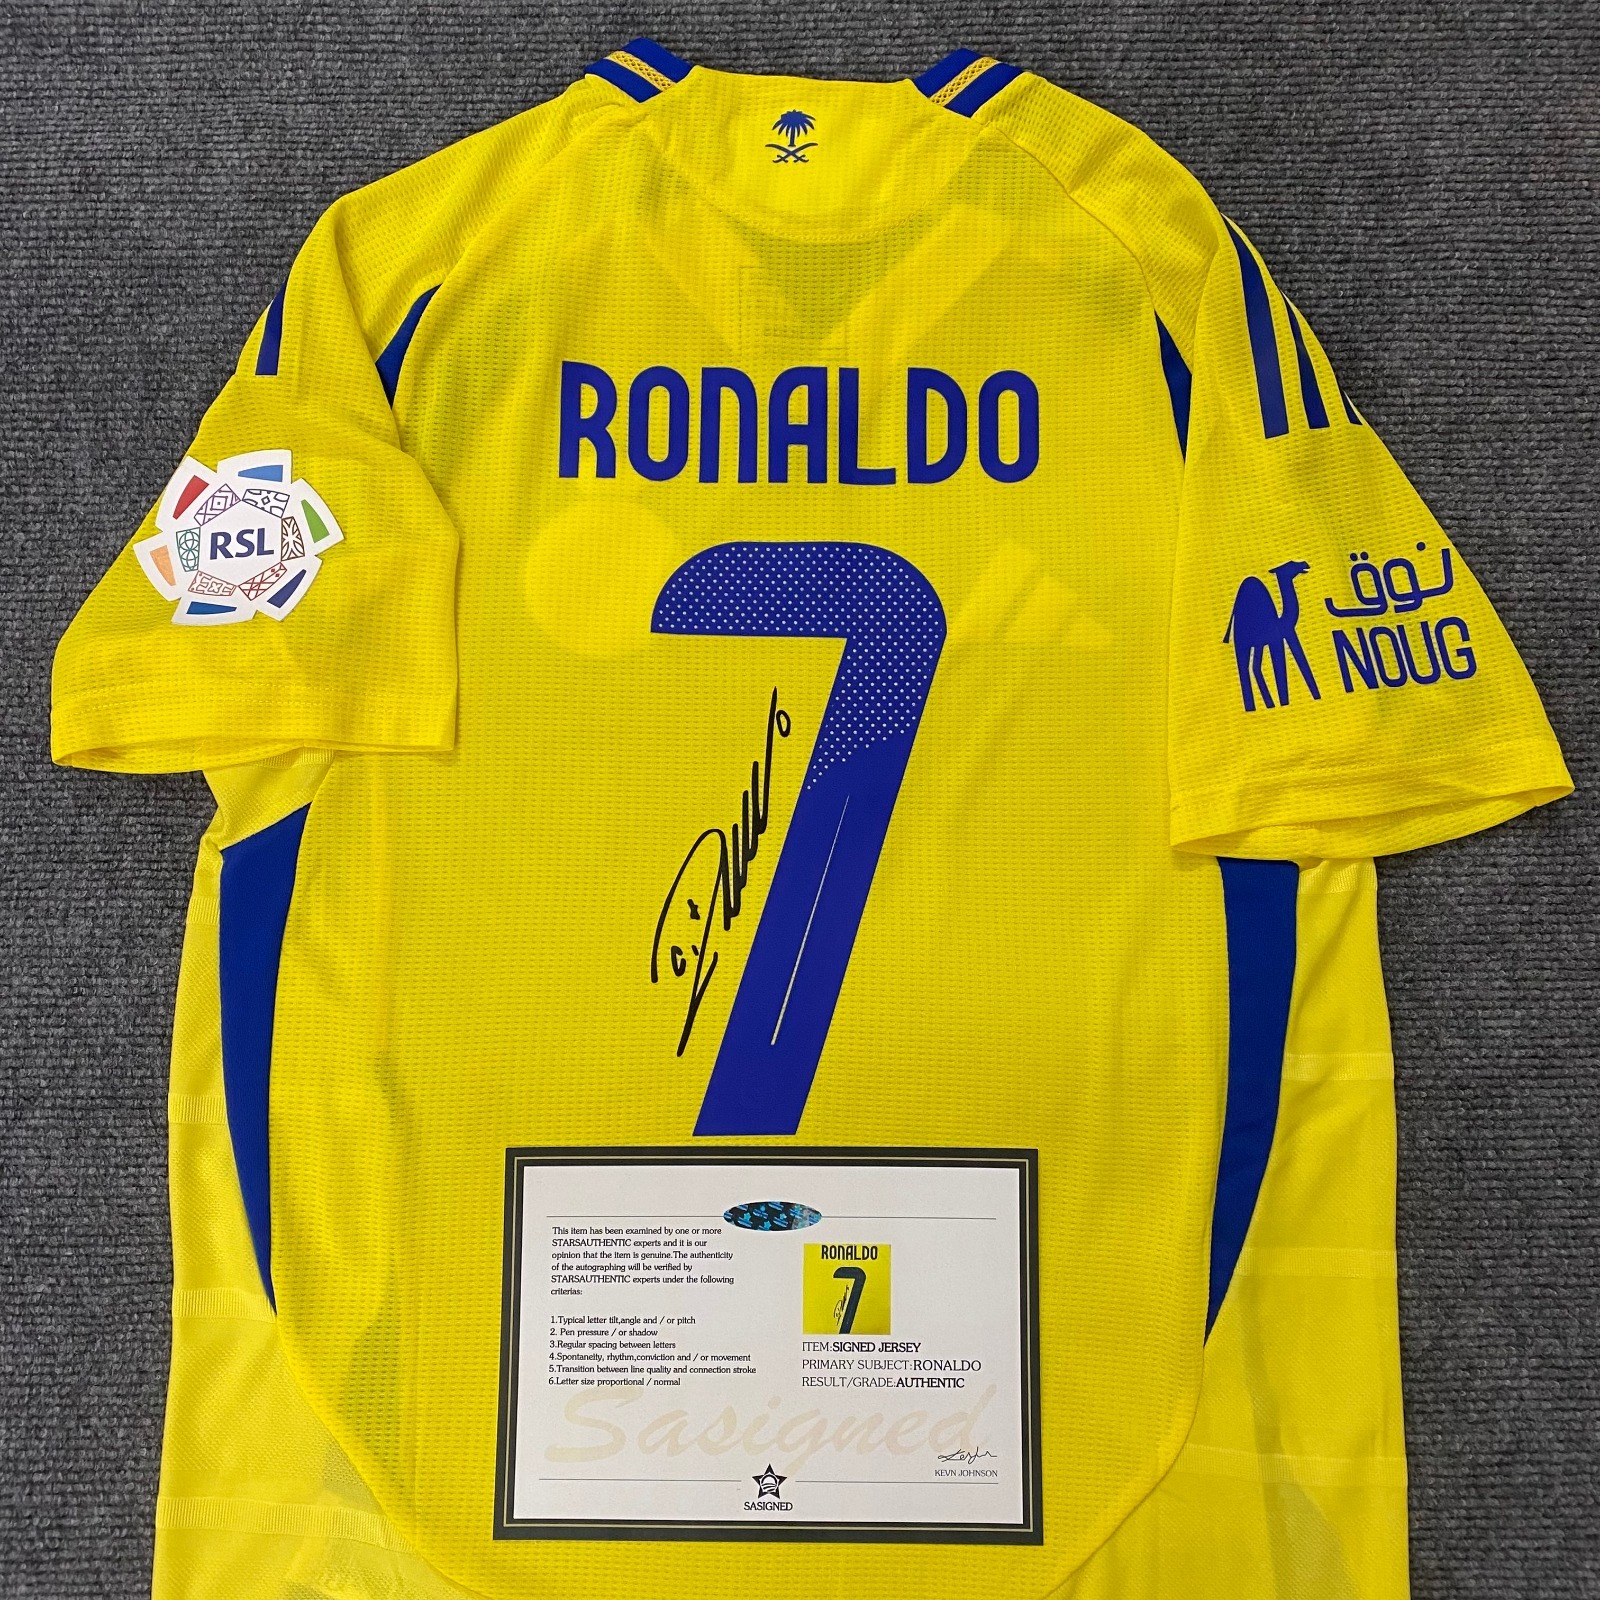 RONALDO
RSL
7
نوق
NOUG
This item has been examined by one or more
STARSAUTHENTIC experts and it is our
opinion that the item is genuine.The authenticity
of the autographing will be verified by
STARSAUTHENTIC experts under the following
criterias:
1.Typical letter tilt,angle and / or pitch
2. Pen pressure / or shadow
3.Regular spacing between letters
4.Spontaneity, rhythm,conviction and / or movement
5.Transition between line quality and connection stroke
6.Letter size proportional / normal
RONALDO
7
ITEM:SIGNED JERSEY
PRIMARY SUBJECT:RONALDO
RESULT/GRADE:AUTHENTIC
Sasigned
KEVN JOHNSON
SASIGNED